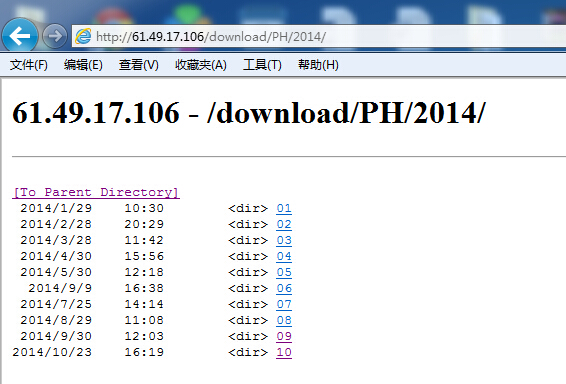 http://61.49.17.106/download/PH/2014/
文件(F) 编辑(E) 查看(V) 收藏夹(A) 工具(T) 帮助(H)
61.49.17.106 - /download/PH/2014/
[To Parent Directory]
2014/1/29 10:30 <dir> 01
2014/2/28 20:29 <dir> 02
2014/3/28 11:42 <dir> 03
2014/4/30 15:56 <dir> 04
2014/5/30 12:18 <dir> 05
2014/9/9 16:38 <dir> 06
2014/7/25 14:14 <dir> 07
2014/8/29 11:08 <dir> 08
2014/9/30 12:03 <dir> 09
2014/10/23 16:19 <dir> 10